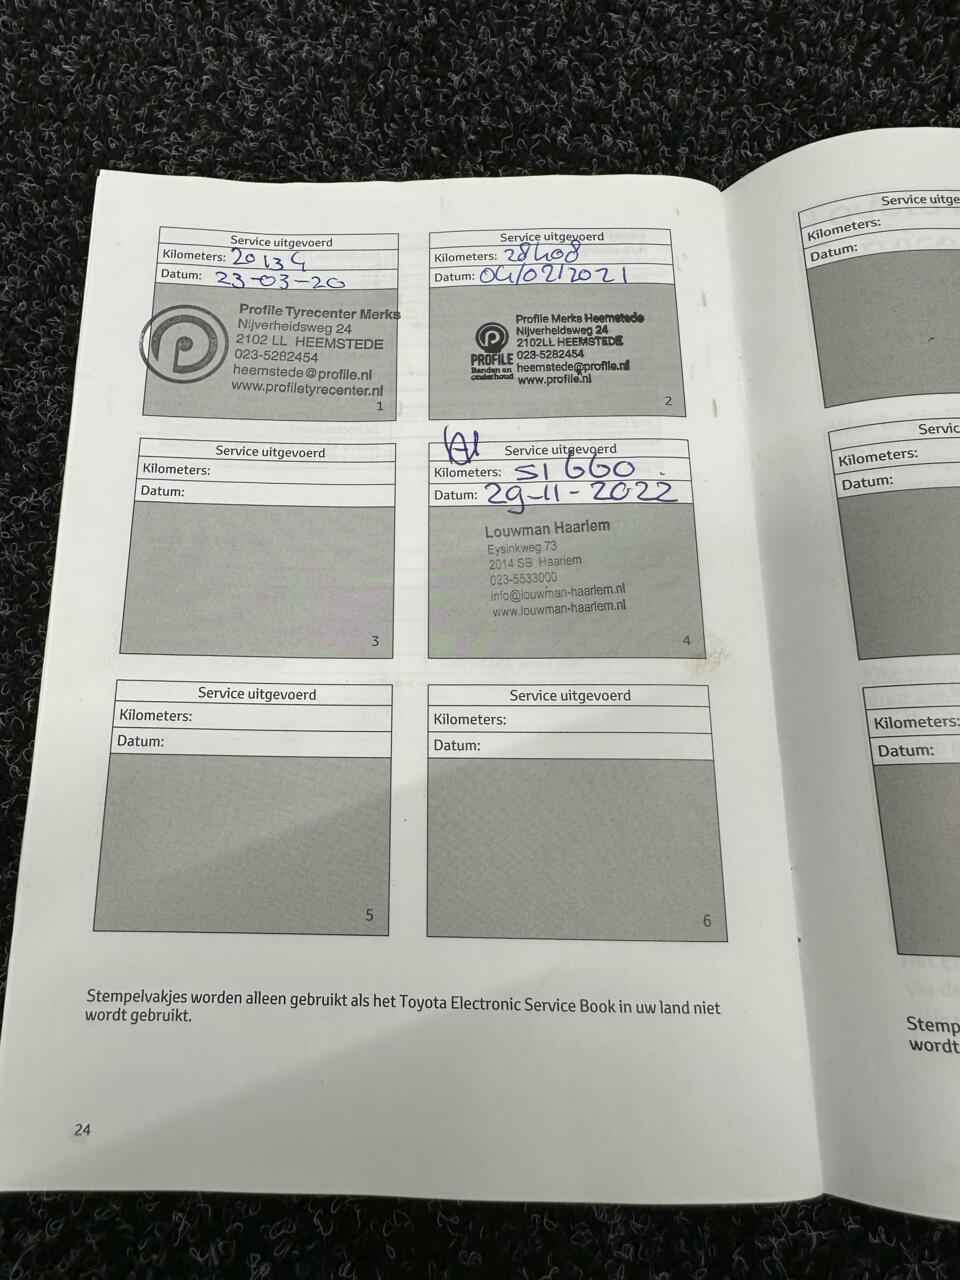 Service uitgevoerd
Kilometers: 20134
Datum: 23-03-20
Profile Tyrecenter Merks
Nijverheidsweg 24
2102 LL HEEMSTEDE
023-5282454
heemstede@profile.nl
www.profiletyrecenter.nl
1
Service uitgevoerd
Kilometers: 28408
Datum: 04/02/2021
Profile Merks Heemstede
Nijverheidsweg 24
2102LL HEEMSTEDE
023-5282454
heemstede@profile.nl
www.profile.nl
PROFILE
Banden en
onderhoud
2
Service uitgevoerd
Kilometers:
Datum:
3
Service uitgevoerd
Kilometers: 51660
Datum: 29-11-2022
Louwman Haarlem
Eysinkweg 73
2014 SB Haarlem
023-5533000
info@louwman-haarlem.nl
www.louwman-haarlem.nl
4
Service uitgevoerd
Kilometers:
Datum:
5
Service uitgevoerd
Kilometers:
Datum:
6
Stempelvakjes worden alleen gebruikt als het Toyota Electronic Service Book in uw land niet
wordt gebruikt.
24
Service uitge
Kilometers:
Datum:
Servic
Kilometers:
Datum:
Kilometers:
Datum:
Stemp
wordt